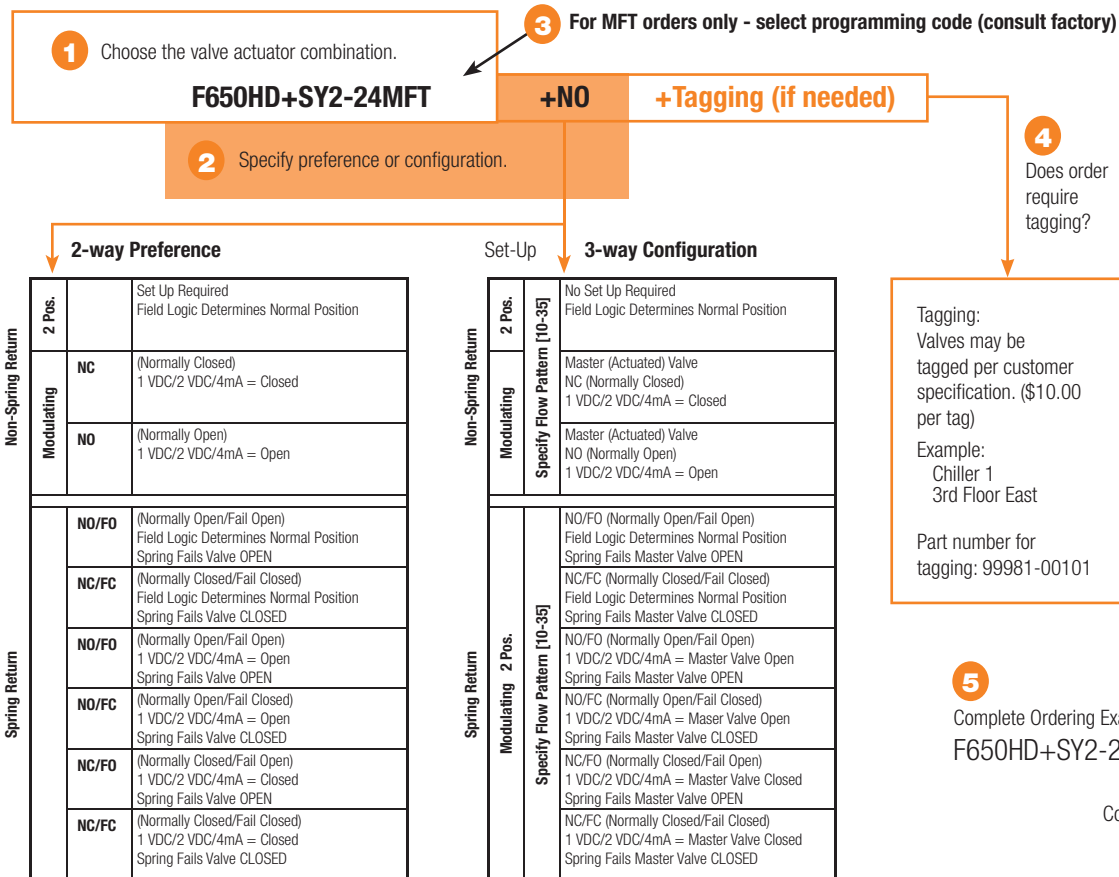 3 For MFT orders only - select programming code (consult factory)
1 Choose the valve actuator combination.
F650HD+SY2-24MFT +NO +Tagging (if needed)
2 Specify preference or configuration.
4
Does order
require
tagging?
2-way Preference
Non-Spring Return
2 Pos.
Set Up Required
Field Logic Determines Normal Position
Modulating
NC
(Normally Closed)
1 VDC/2 VDC/4mA = Closed
NO
(Normally Open)
1 VDC/2 VDC/4mA = Open
Spring Return
NO/FO
(Normally Open/Fail Open)
Field Logic Determines Normal Position
Spring Fails Valve OPEN
NC/FC
(Normally Closed/Fail Closed)
Field Logic Determines Normal Position
Spring Fails Valve CLOSED
NO/FO
(Normally Open/Fail Open)
1 VDC/2 VDC/4mA = Open
Spring Fails Valve OPEN
NO/FC
(Normally Open/Fail Closed)
1 VDC/2 VDC/4mA = Open
Spring Fails Valve CLOSED
NC/FO
(Normally Closed/Fail Open)
1 VDC/2 VDC/4mA = Closed
Spring Fails Valve OPEN
NC/FC
(Normally Closed/Fail Closed)
1 VDC/2 VDC/4mA = Closed
Spring Fails Valve CLOSED
Set-Up 3-way Configuration
Non-Spring Return
2 Pos.
Modulating
Specify Flow Pattern [10-35]
No Set Up Required
Field Logic Determines Normal Position
Master (Actuated) Valve
NC (Normally Closed)
1 VDC/2 VDC/4mA = Closed
Master (Actuated) Valve
NO (Normally Open)
1 VDC/2 VDC/4mA = Open
Spring Return
Modulating 2 Pos.
Specify Flow Pattern [10-35]
NO/FO (Normally Open/Fail Open)
Field Logic Determines Normal Position
Spring Fails Master Valve OPEN
NC/FC (Normally Closed/Fail Closed)
Field Logic Determines Normal Position
Spring Fails Master Valve CLOSED
NO/FO (Normally Open/Fail Open)
1 VDC/2 VDC/4mA = Master Valve Open
Spring Fails Master Valve OPEN
NO/FC (Normally Open/Fail Closed)
1 VDC/2 VDC/4mA = Maser Valve Open
Spring Fails Master Valve CLOSED
NC/FO (Normally Closed/Fail Open)
1 VDC/2 VDC/4mA = Master Valve Closed
Spring Fails Master Valve OPEN
NC/FC (Normally Closed/Fail Closed)
1 VDC/2 VDC/4mA = Master Valve Closed
Spring Fails Master Valve CLOSED
Tagging:
Valves may be
tagged per customer
specification. ($10.00
per tag)
Example:
Chiller 1
3rd Floor East
Part number for
tagging: 99981-00101
5
Complete Ordering Exa
F650HD+SY2-2
Co